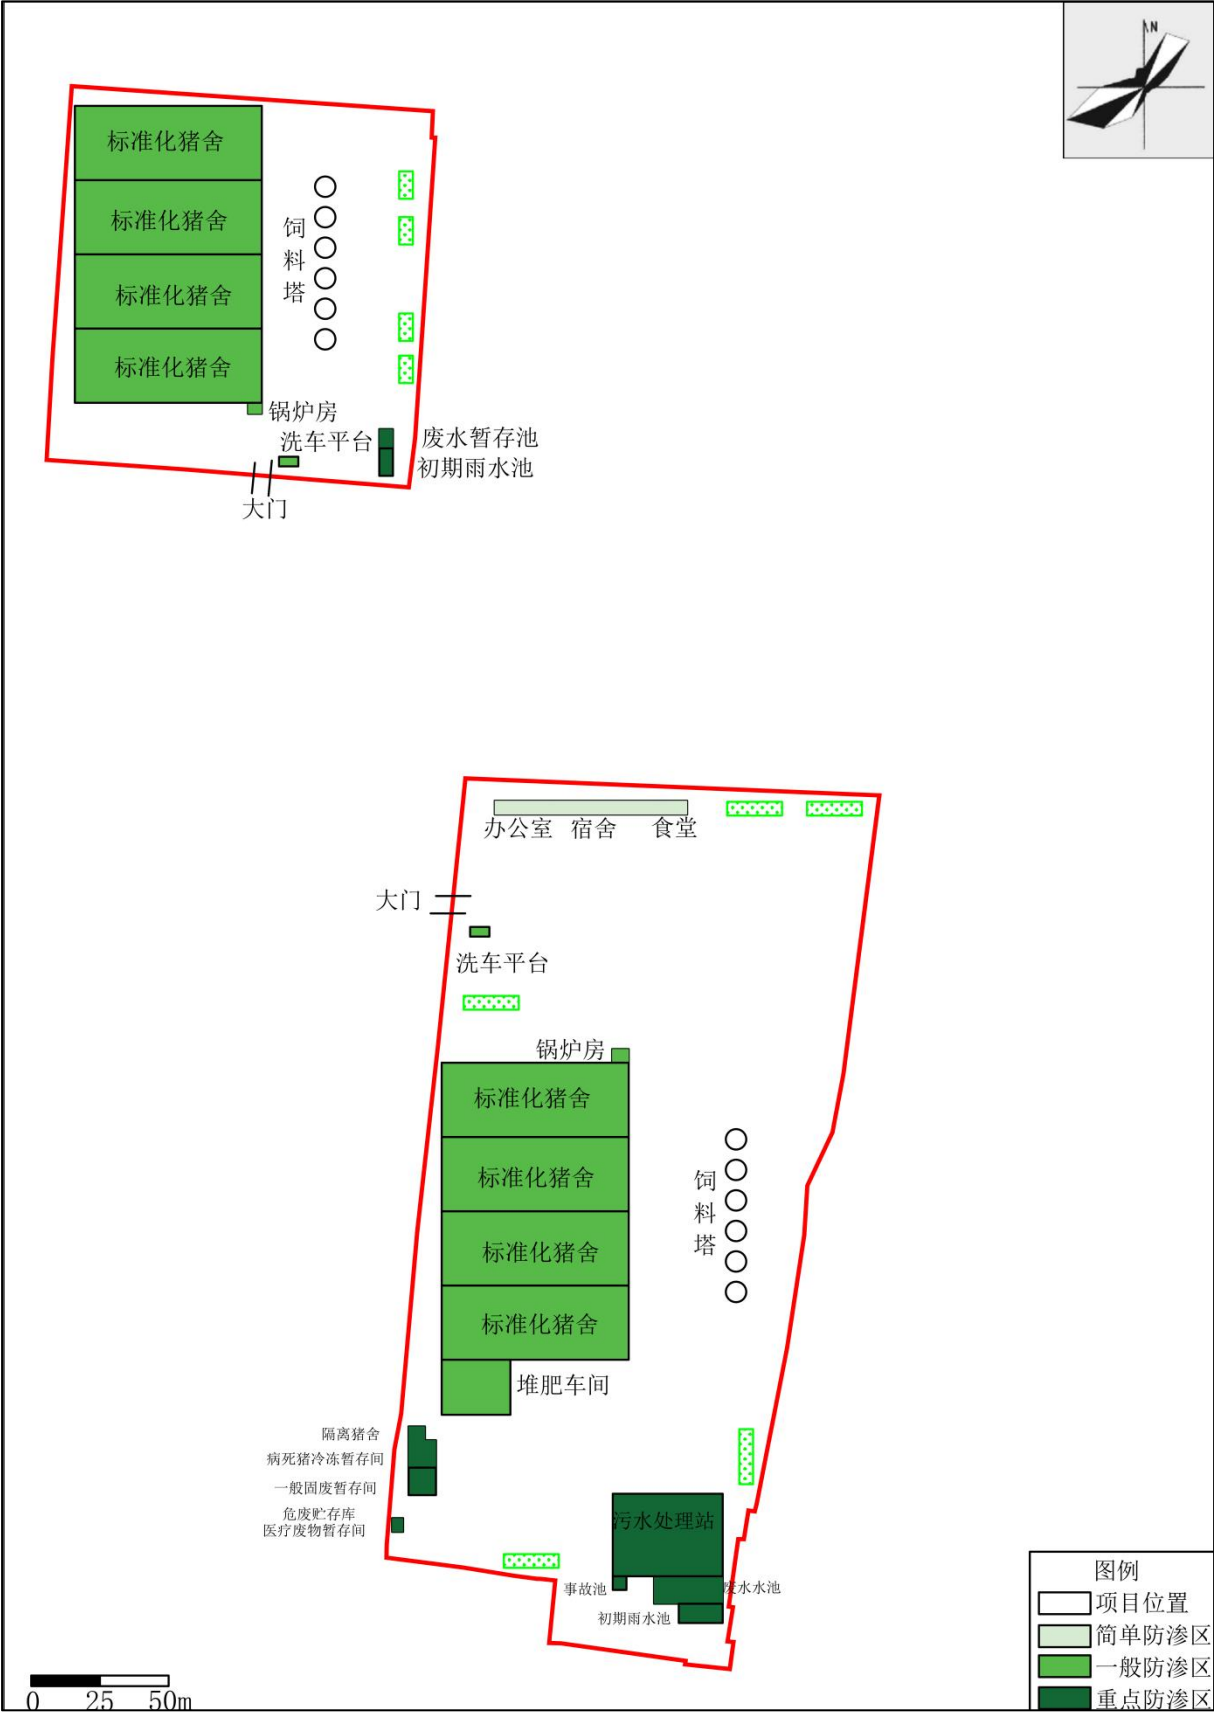 N
标准化猪舍
标准化猪舍
标准化猪舍
标准化猪舍
饲料塔
锅炉房
洗车平台
废水暂存池
初期雨水池
大门
办公室 宿舍 食堂
大门
洗车平台
锅炉房
标准化猪舍
标准化猪舍
标准化猪舍
标准化猪舍
饲料塔
堆肥车间
隔离猪舍
病死猪冷冻暂存间
一般固废暂存间
危废贮存库
医疗废物暂存间
污水处理站
事故池
废水水池
初期雨水池
图例
项目位置
简单防渗区
一般防渗区
重点防渗区
0 25 50m